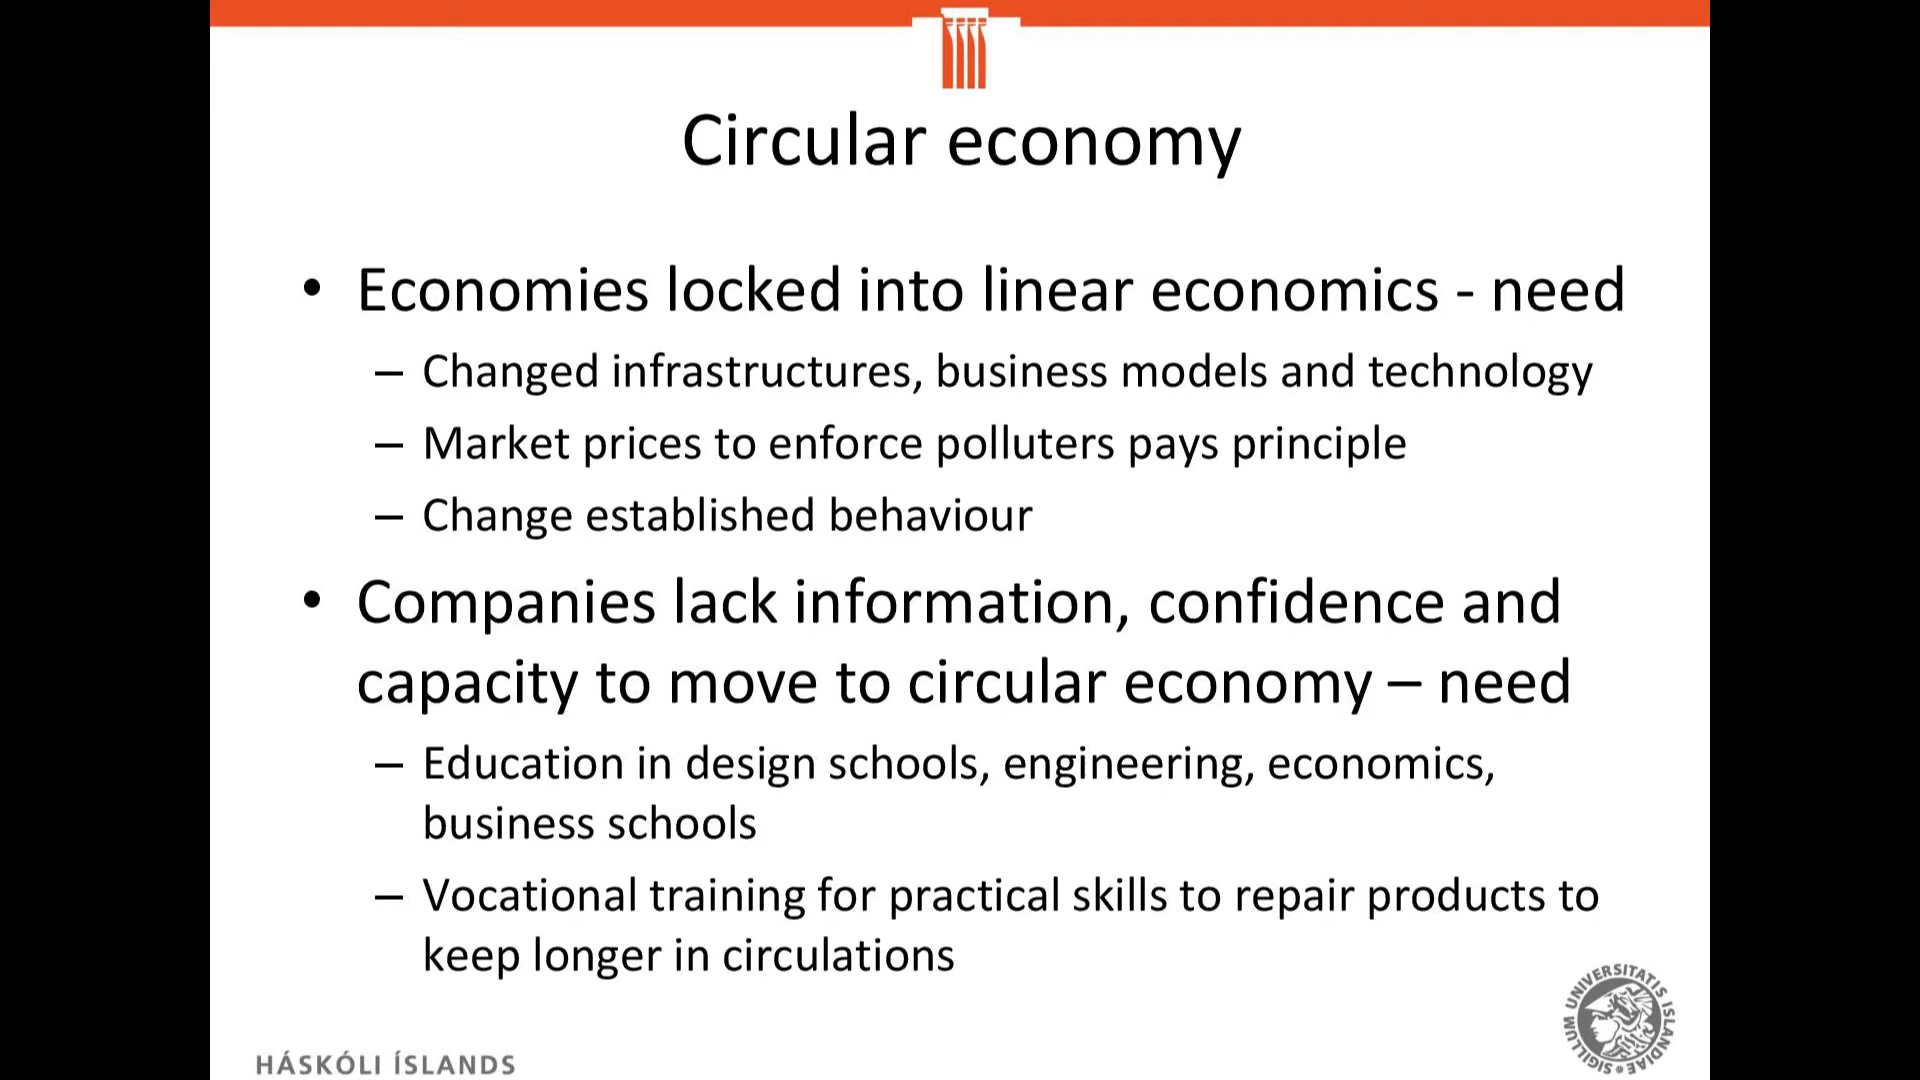 Circular economy
• Economies locked into linear economics - need
– Changed infrastructures, business models and technology
– Market prices to enforce polluters pays principle
– Change established behaviour
• Companies lack information, confidence and
capacity to move to circular economy – need
– Education in design schools, engineering, economics,
business schools
– Vocational training for practical skills to repair products to
keep longer in circulations
HÁSKÓLI ÍSLANDS
SIGILLUM UNIVERSITATIS ISLANDIAE